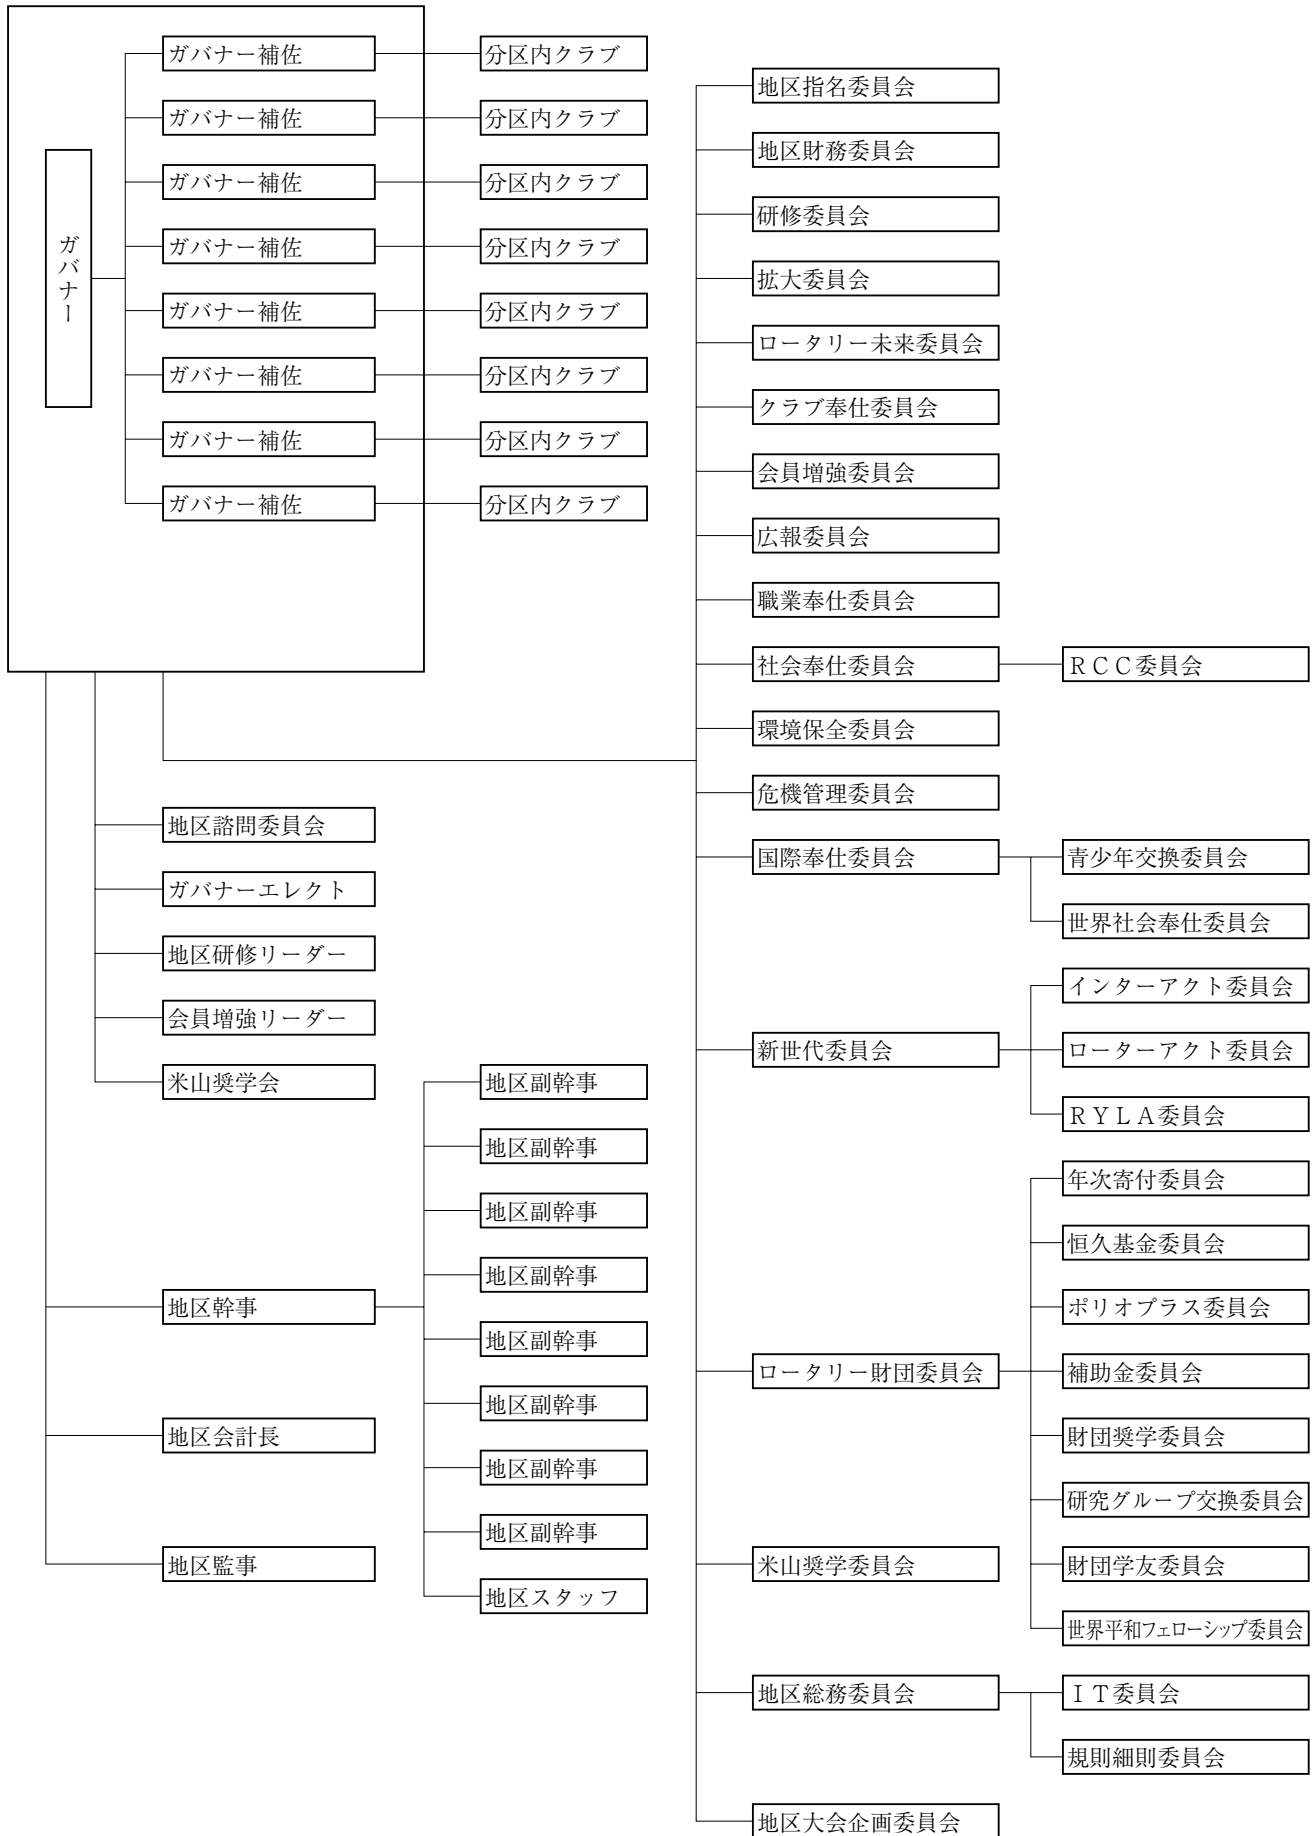 ガバナー
ガバナー補佐
分区内クラブ
ガバナー補佐
分区内クラブ
ガバナー補佐
分区内クラブ
ガバナー補佐
分区内クラブ
ガバナー補佐
分区内クラブ
ガバナー補佐
分区内クラブ
ガバナー補佐
分区内クラブ
ガバナー補佐
分区内クラブ
地区諮問委員会
ガバナーエレクト
地区研修リーダー
会員増強リーダー
米山奨学会
地区幹事
地区副幹事
地区副幹事
地区副幹事
地区副幹事
地区副幹事
地区副幹事
地区副幹事
地区副幹事
地区スタッフ
地区会計長
地区監事
地区指名委員会
地区財務委員会
研修委員会
拡大委員会
ロータリー未来委員会
クラブ奉仕委員会
会員増強委員会
広報委員会
職業奉仕委員会
社会奉仕委員会
ＲＣＣ委員会
環境保全委員会
危機管理委員会
国際奉仕委員会
青少年交換委員会
世界社会奉仕委員会
新世代委員会
インターアクト委員会
ローターアクト委員会
ＲＹＬＡ委員会
ロータリー財団委員会
年次寄付委員会
恒久基金委員会
ポリオプラス委員会
補助金委員会
財団奨学委員会
研究グループ交換委員会
財団学友委員会
世界平和フェローシップ委員会
米山奨学委員会
地区総務委員会
ＩＴ委員会
規則細則委員会
地区大会企画委員会